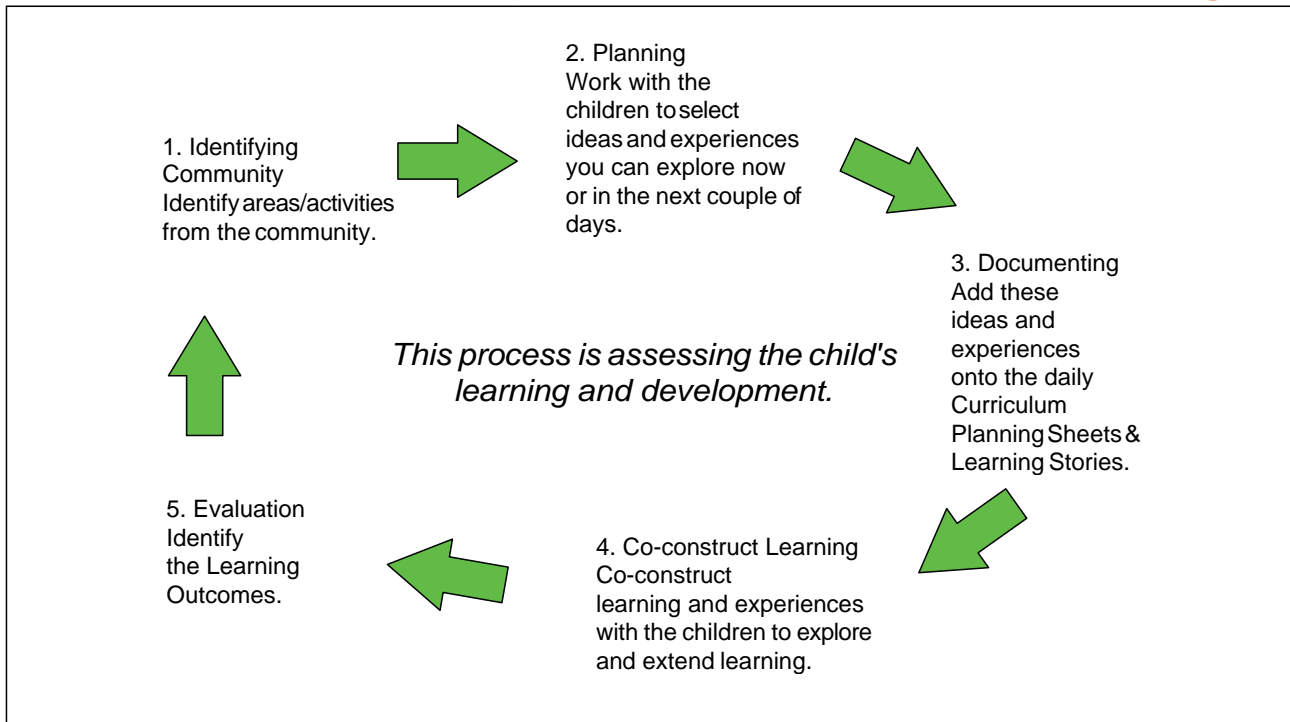 1. Identifying
Community
Identify areas/activities
from the community.
2. Planning
Work with the
children to select
ideas and experiences
you can explore now
or in the next couple of
days.
3. Documenting
Add these
ideas and
experiences
onto the daily
Curriculum
Planning Sheets &
Learning Stories.
This process is assessing the child's
learning and development.
4. Co-construct Learning
Co-construct
learning and experiences
with the children to explore
and extend learning.
5. Evaluation
Identify
the Learning
Outcomes.